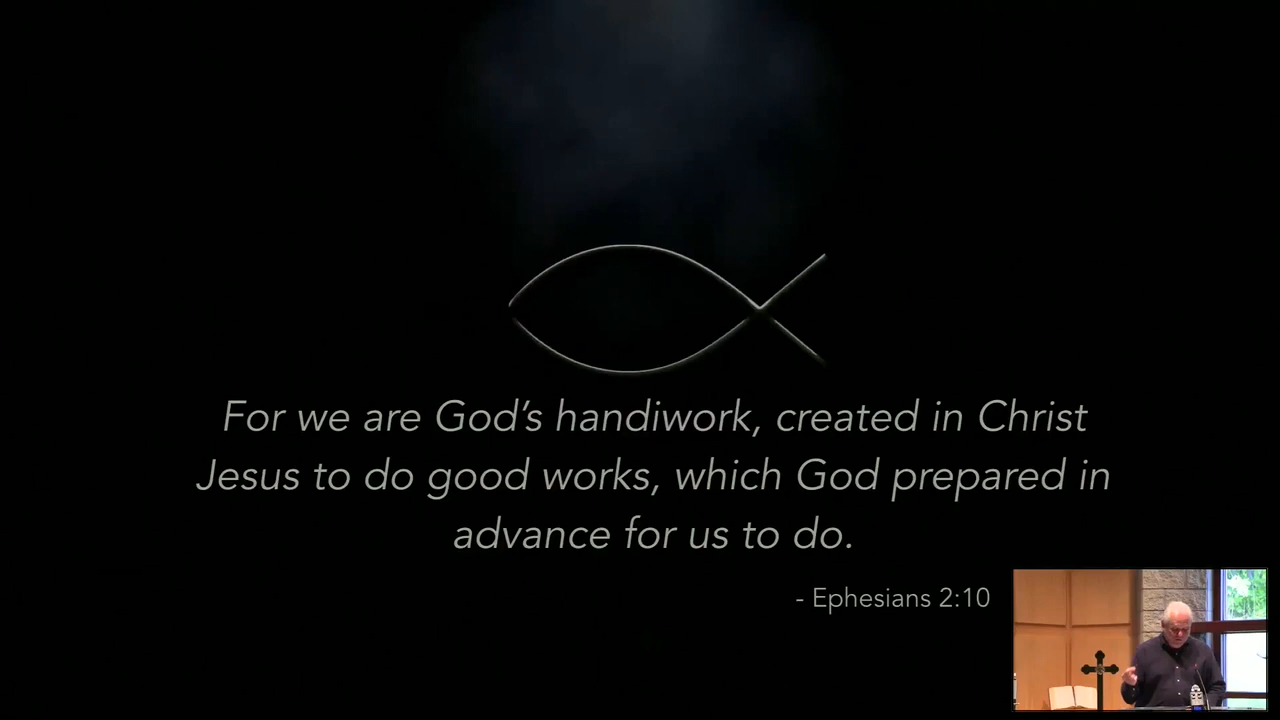 For we are God’s handiwork, created in Christ
Jesus to do good works, which God prepared in
advance for us to do.
- Ephesians 2:10